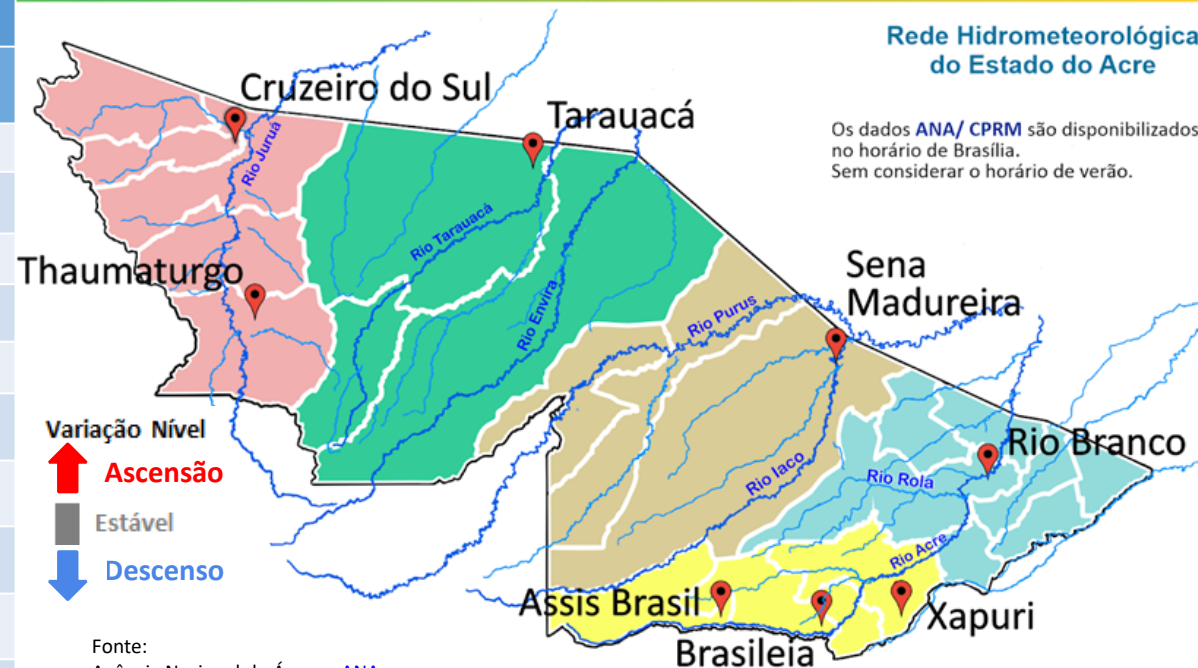 Rede Hidrometeorológica
do Estado do Acre
Os dados ANA/ CPRM são disponibilizados
no horário de Brasília.
Sem considerar o horário de verão.
Cruzeiro do Sul
Tarauacá
Rio Juruá
Rio Tarauacá
Thaumaturgo
Rio Envira
Sena
Madureira
Rio Purus
Variação Nível
Ascensão
Estável
Descenso
Rio Branco
Rio Iaco
Rio Rola
Rio Acre
Assis Brasil
Xapuri
Brasileia
Fonte: